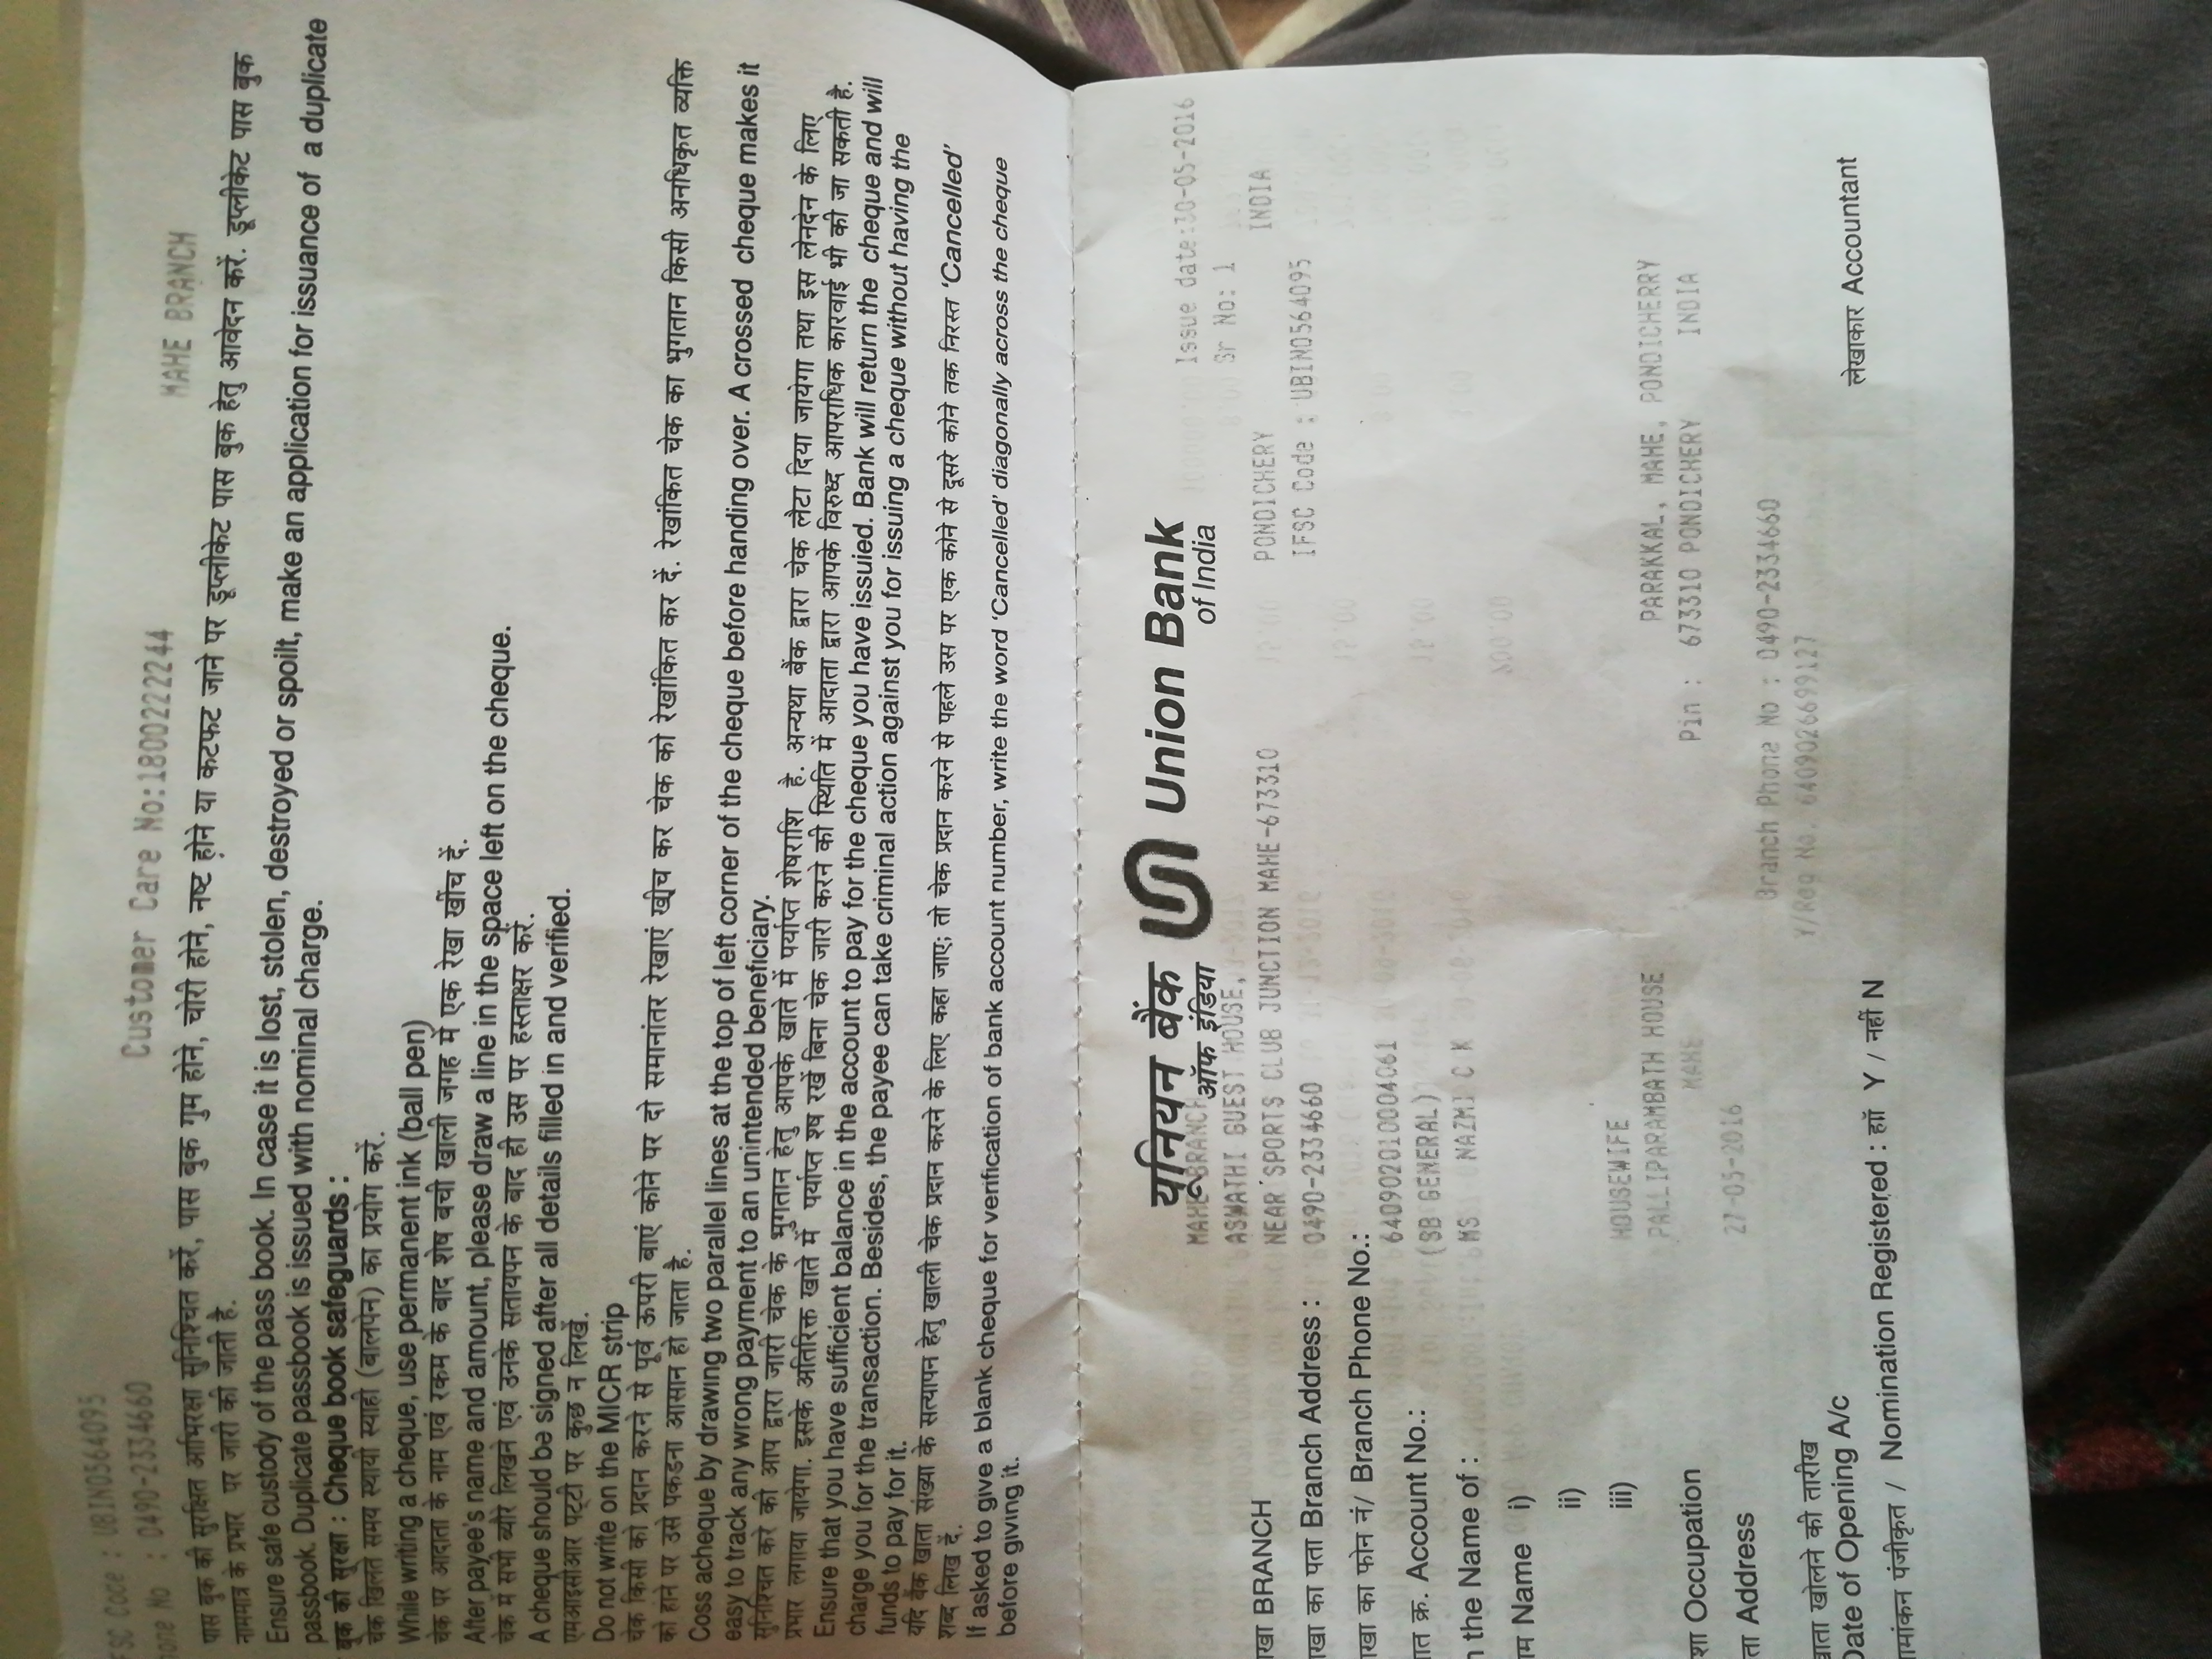 FSC Code : UBIN0564095
one No : 0490-2334660
Customer Care No:1800222244
MAHE BRANCH
पास बुक की सुरक्षित अभिरक्षा सुनिश्चित करें, पास बुक गुम होने, चोरी होने, नष्ट होने या कटफट जाने पर डूप्लीकेट पास बुक हेतु आवेदन करें. डूप्लीकेट पास बुक
नाममात्र के प्रभार पर जारी की जाती है.
Ensure safe custody of the pass book. In case it is lost, stolen, destroyed or spoilt, make an application for issuance of a duplicate
passbook. Duplicate passbook is issued with nominal charge.
बुक की सुरक्षा : Cheque book safeguards :
चेक खिलते समय स्थायी स्याही (बालपेन) का प्रयोग करें.
While writing a cheque, use permanent ink (ball pen)
चेक पर आदाता के नाम एवं रकम के बाद शेष बची खाली जगह में एक रेखा खींच दें.
After payee's name and amount, please draw a line in the space left on the cheque.
चेक में सभी ब्यौरे लिखने एवं उनके सतायपन के बाद ही उस पर हस्ताक्षर करें.
A cheque should be signed after all details filled in and verified.
एमआइसीआर पट्टी पर कुछ न लिखें.
Do not write on the MICR strip
चेक किसी को प्रदान करने से पूर्व ऊपरी बाएं कोने पर दो समानांतर रेखाएं खींच कर चेक को रेखांकित कर दें. रेखांकित चेक का भुगतान किसी अनधिकृत व्यक्ति
को होने पर उसे पकडना आसान हो जाता है.
Coss acheque by drawing two parallel lines at the top of left corner of the cheque before handing over. A crossed cheque makes it
easy to track any wrong payment to an unintended beneficiary.
सुनिश्चित करे की आप द्वारा जारी चेक के भुगतान हेतु आपके खाते में पर्याप्त शेषराशि है. अन्यथा बैंक द्वारा चेक लौटा दिया जायेगा तथा इस लेनदेन के लिए
प्रभार लगाया जायेगा. इसके अतिरिक्त खाते में पर्याप्त श्ष रखें बिना चेक जारी करने की स्थिति में आदाता द्वारा आपके विरुध्द आपराधिक कारवाई भी की जा सकती है.
Ensure that you have sufficient balance in the account to pay for the cheque you have issuied. Bank will return the cheque and will
charge you for the transaction. Besides, the payee can take criminal action against you for issuing a cheque without having the
funds to pay for it.
यदि बैंक खाता संख्या के सत्यापन हेतु खाली चेक प्रदान करने के लिए कहा जाए; तो चेक प्रदान करने से पहले उस पर एक कोने से दूसरे कोने तक निरस्त ‘Cancelled’
शब्द लिख दें.
If asked to give a blank cheque for verification of bank account number, write the word ‘Cancelled’ diagonally across the cheque
before giving it.
यूनियन बैंक ऑफ इंडिया
Union Bank of India
Issue date:30-05-2016
Sr No: 1
खा BRANCH
MAHE BRANCH
ASWATHI GUEST HOUSE,
NEAR SPORTS CLUB JUNCTION MAHE-673310 PONDICHERY INDIA
ाखा का पता Branch Address : 0490-2334660 IFSC Code : UBIN0564095
ाखा का फोन नं/ Branch Phone No.:
ात क्र. Account No.: 640902010004061
(SB GENERAL)
n the Name of : MS. NAZMI C K
ाम Name i)
ii)
iii)
HOUSEWIFE
शा Occupation
PALLIPARAMBATH HOUSE PARAKKAL, MAHE, PONDICHERRY
MAHE Pin : 673310 PONDICHERY INDIA
ता Address
27-05-2016
Branch Phone No : 0490-2334660
Y/Reg No. 6409026699127
खाता खोलने की तारीख
Date of Opening A/c
ामांकन पंजीकृत / Nomination Registered : हाँ Y / नहीं N
लेखाकार Accountant